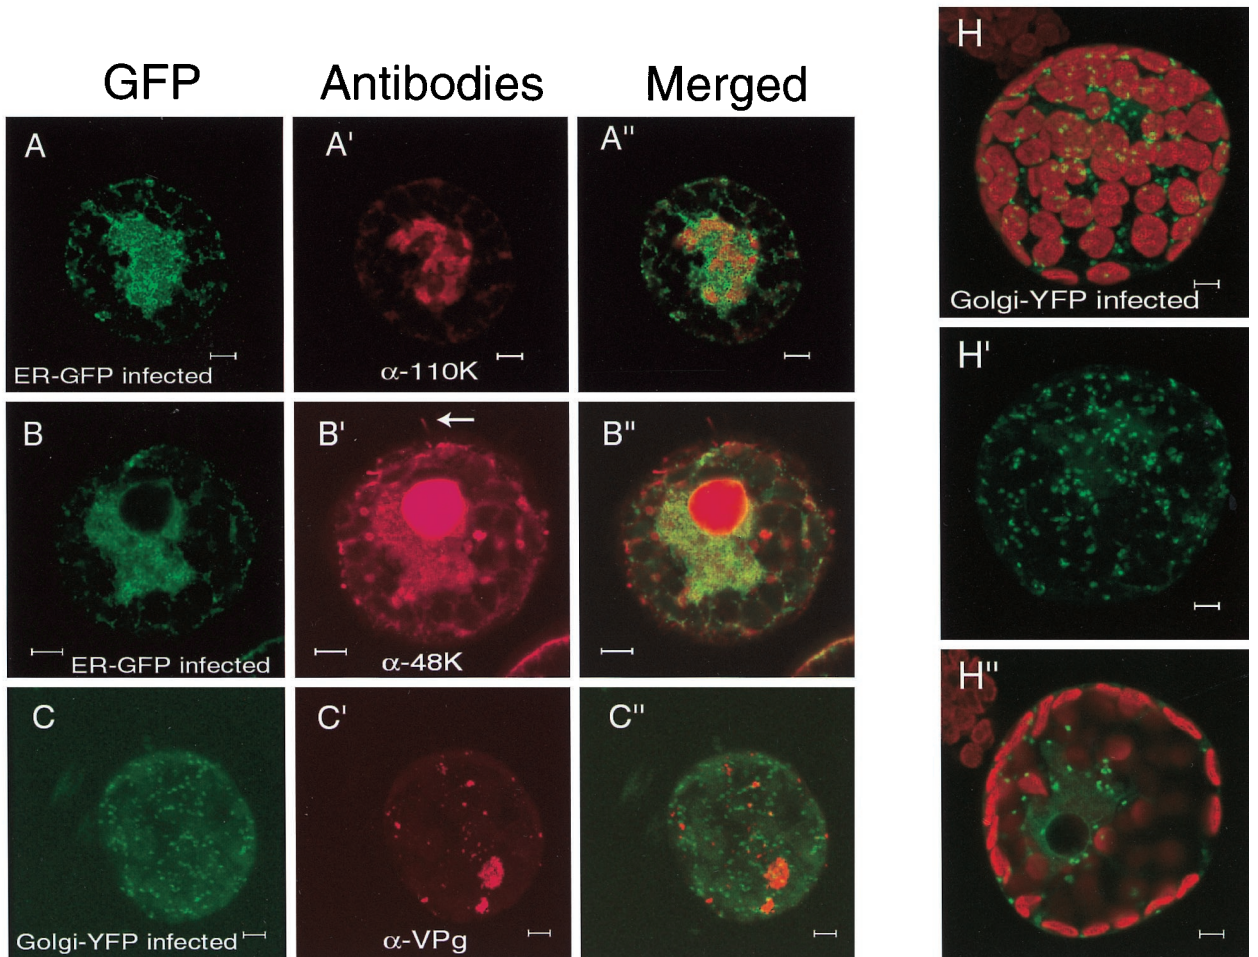 GFP Antibodies Merged
A A' A"
ER-GFP infected α-110K
B B' B"
ER-GFP infected α-48K
C C' C"
Golgi-YFP infected α-VPg
H
Golgi-YFP infected
H'
H"